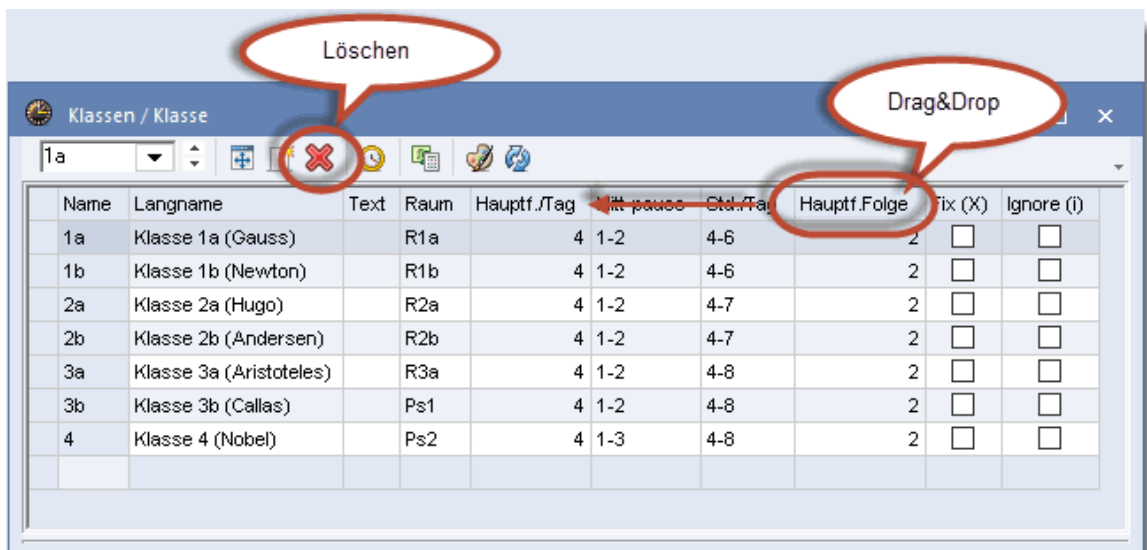 Löschen
Drag&Drop
Klassen / Klasse
1a
Name Langname Text Raum Hauptf./Tag Mitt-pause Std./Tag Hauptf.Folge Fix (X) Ignore (i)
1a Klasse 1a (Gauss) R1a 4 1-2 4-6 2
1b Klasse 1b (Newton) R1b 4 1-2 4-6 2
2a Klasse 2a (Hugo) R2a 4 1-2 4-7 2
2b Klasse 2b (Andersen) R2b 4 1-2 4-7 2
3a Klasse 3a (Aristoteles) R3a 4 1-2 4-8 2
3b Klasse 3b (Callas) Ps1 4 1-2 4-8 2
4 Klasse 4 (Nobel) Ps2 4 1-3 4-8 2